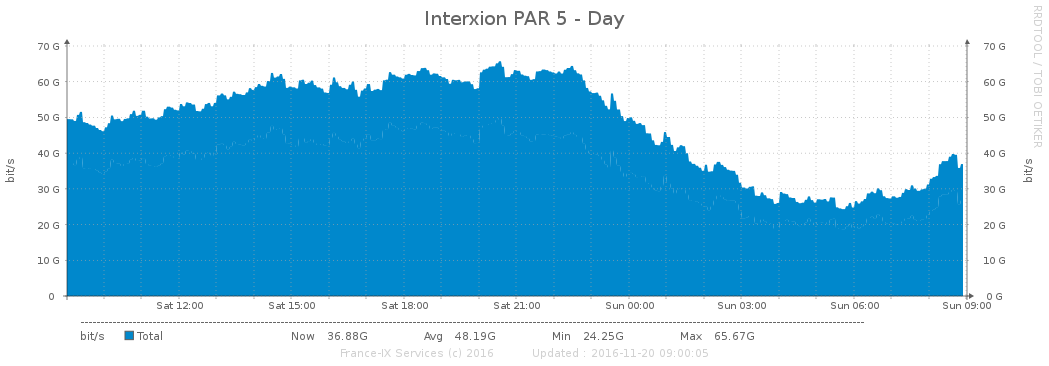 Interxion PAR 5 - Day
RRDTOOL / TOBI OETIKER
bit/s
bit/s
70 G 70 G
60 G 60 G
50 G 50 G
40 G 40 G
30 G 30 G
20 G 20 G
10 G 10 G
0 0 G
Sat 12:00 Sat 15:00 Sat 18:00 Sat 21:00 Sun 00:00 Sun 03:00 Sun 06:00 Sun 09:00
bit/s Total Now 36.88G Avg 48.19G Min 24.25G Max 65.67G
France-IX Services (c) 2016 Updated : 2016-11-20 09:00:05